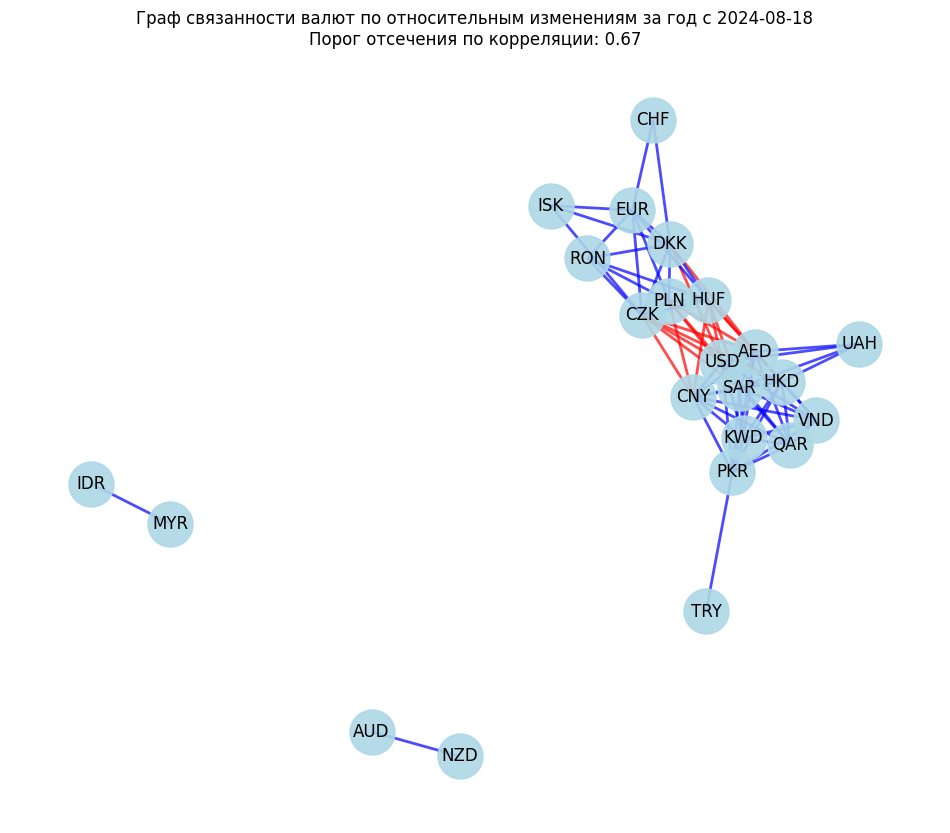 Граф связанности валют по относительным изменениям за год с 2024-08-18
Порог отсечения по корреляции: 0.67
CHF
ISK
EUR
DKK
RON
PLN
HUF
CZK
UAH
USD
AED
SAR
HKD
CNY
VND
KWD
QAR
PKR
IDR
MYR
TRY
AUD
NZD